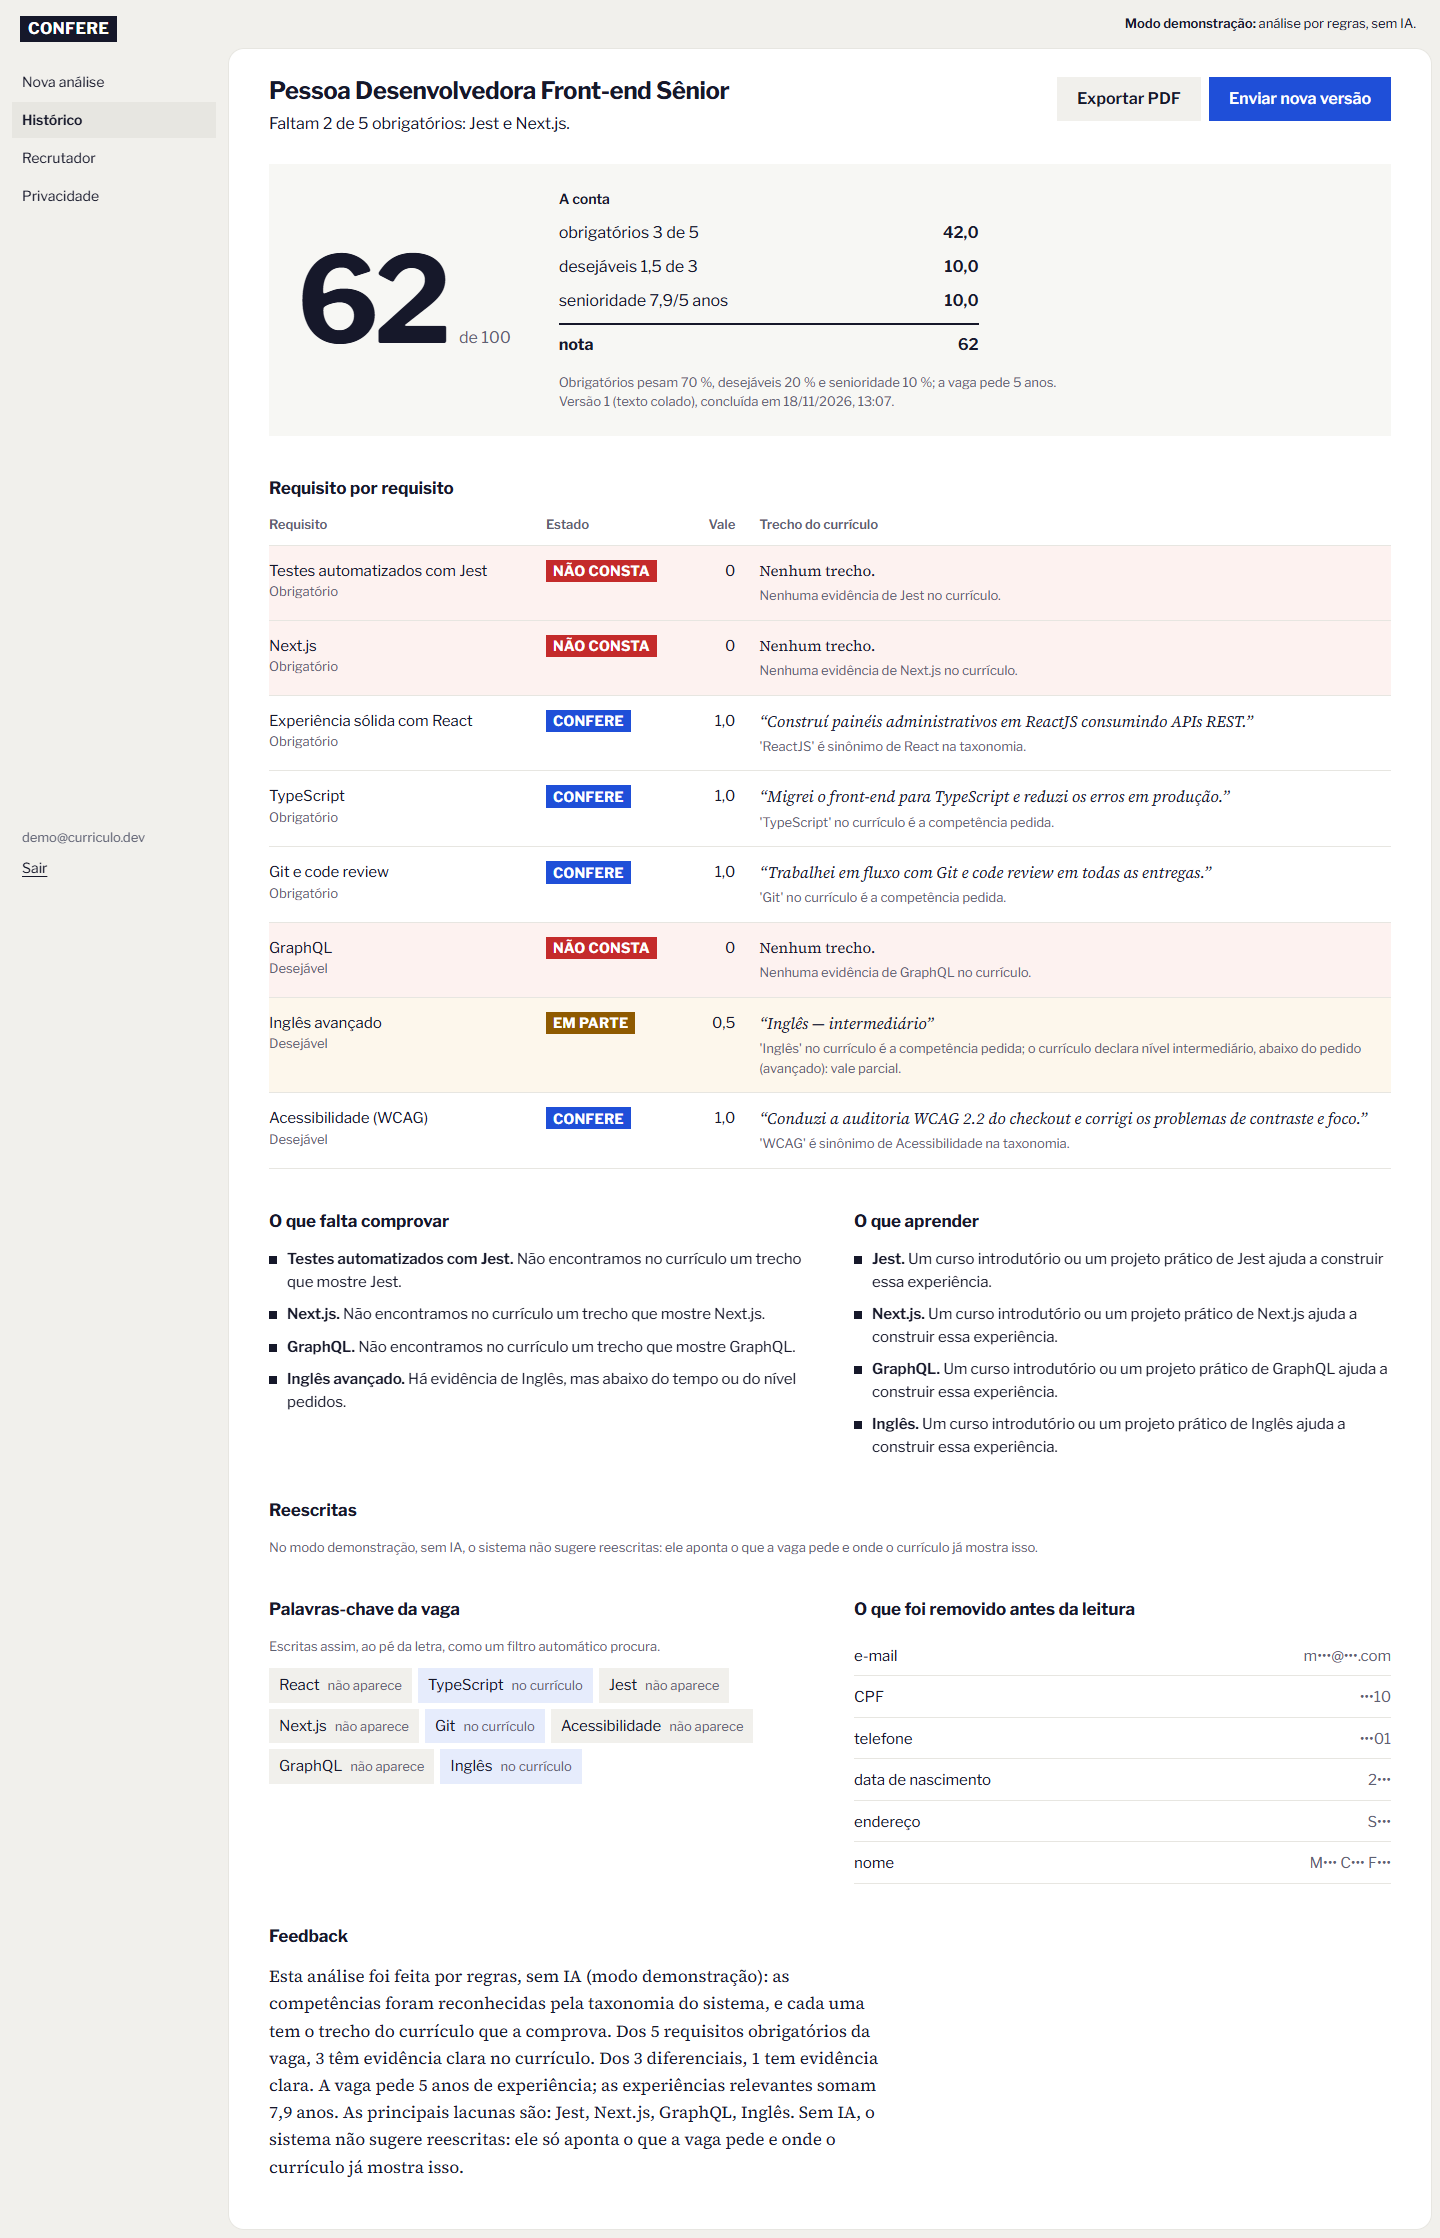 CONFERE
Modo demonstração: análise por regras, sem IA.
Nova análise
Histórico
Recrutador
Privacidade
demo@curriculo.dev
Sair
Pessoa Desenvolvedora Front-end Sênior
Faltam 2 de 5 obrigatórios: Jest e Next.js.
Exportar PDF
Enviar nova versão
62 de 100
A conta
obrigatórios 3 de 5 42,0
desejáveis 1,5 de 3 10,0
senioridade 7,9/5 anos 10,0
nota 62
Obrigatórios pesam 70 %, desejáveis 20 % e senioridade 10 %; a vaga pede 5 anos.
Versão 1 (texto colado), concluída em 18/11/2026, 13:07.
Requisito por requisito
Requisito Estado Vale Trecho do currículo
Testes automatizados com Jest NÃO CONSTA 0 Nenhum trecho.
Obrigatório Nenhuma evidência de Jest no currículo.
Next.js NÃO CONSTA 0 Nenhum trecho.
Obrigatório Nenhuma evidência de Next.js no currículo.
Experiência sólida com React CONFERE 1,0 “Construí painéis administrativos em ReactJS consumindo APIs REST.”
Obrigatório 'ReactJS' é sinônimo de React na taxonomia.
TypeScript CONFERE 1,0 “Migrei o front-end para TypeScript e reduzi os erros em produção.”
Obrigatório 'TypeScript' no currículo é a competência pedida.
Git e code review CONFERE 1,0 “Trabalhei em fluxo com Git e code review em todas as entregas.”
Obrigatório 'Git' no currículo é a competência pedida.
GraphQL NÃO CONSTA 0 Nenhum trecho.
Desejável Nenhuma evidência de GraphQL no currículo.
Inglês avançado EM PARTE 0,5 “Inglês — intermediário”
Desejável 'Inglês' no currículo é a competência pedida; o currículo declara nível intermediário, abaixo do pedido
(avançado): vale parcial.
Acessibilidade (WCAG) CONFERE 1,0 “Conduzi a auditoria WCAG 2.2 do checkout e corrigi os problemas de contraste e foco.”
Desejável 'WCAG' é sinônimo de Acessibilidade na taxonomia.
O que falta comprovar
Testes automatizados com Jest. Não encontramos no currículo um trecho
que mostre Jest.
Next.js. Não encontramos no currículo um trecho que mostre Next.js.
GraphQL. Não encontramos no currículo um trecho que mostre GraphQL.
Inglês avançado. Há evidência de Inglês, mas abaixo do tempo ou do nível
pedidos.
O que aprender
Jest. Um curso introdutório ou um projeto prático de Jest ajuda a construir
essa experiência.
Next.js. Um curso introdutório ou um projeto prático de Next.js ajuda a
construir essa experiência.
GraphQL. Um curso introdutório ou um projeto prático de GraphQL ajuda a
construir essa experiência.
Inglês. Um curso introdutório ou um projeto prático de Inglês ajuda a
construir essa experiência.
Reescritas
No modo demonstração, sem IA, o sistema não sugere reescritas: ele aponta o que a vaga pede e onde o currículo já mostra isso.
Palavras-chave da vaga
Escritas assim, ao pé da letra, como um filtro automático procura.
React não aparece TypeScript no currículo Jest não aparece
Next.js não aparece Git no currículo Acessibilidade não aparece
GraphQL não aparece Inglês no currículo
O que foi removido antes da leitura
e-mail m•••@•••.com
CPF •••10
telefone •••01
data de nascimento 2•••
endereço S•••
nome M••• C••• F•••
Feedback
Esta análise foi feita por regras, sem IA (modo demonstração): as
competências foram reconhecidas pela taxonomia do sistema, e cada uma
tem o trecho do currículo que a comprova. Dos 5 requisitos obrigatórios da
vaga, 3 têm evidência clara no currículo. Dos 3 diferenciais, 1 tem evidência
clara. A vaga pede 5 anos de experiência; as experiências relevantes somam
7,9 anos. As principais lacunas são: Jest, Next.js, GraphQL, Inglês. Sem IA, o
sistema não sugere reescritas: ele só aponta o que a vaga pede e onde o
currículo já mostra isso.